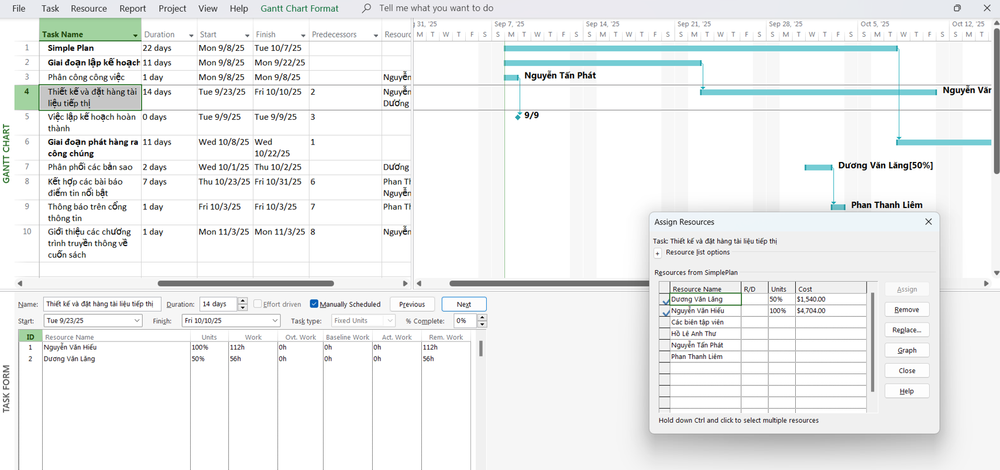 File Task Resource Report Project View Help Gantt Chart Format Tell me what you want to do
Task Name Duration Start Finish Predecessors Resourc
1 Simple Plan 22 days Mon 9/8/25 Tue 10/7/25
2 Giai đoạn lập kế hoạch 11 days Mon 9/8/25 Mon 9/22/25
3 Phân công công việc 1 day Mon 9/8/25 Mon 9/8/25 Nguyễn
4 Thiết kế và đặt hàng tài 14 days Tue 9/23/25 Fri 10/10/25 2 Nguyễn
liệu tiếp thị Dương
5 Việc lập kế hoạch hoàn 0 days Tue 9/9/25 Tue 9/9/25 3
thành
6 Giai đoạn phát hàng ra 11 days Wed 10/8/25 Wed 1
công chúng 10/22/25
7 Phân phối các bản sao 2 days Wed 10/1/25 Thu 10/2/25 Dương
8 Kết hợp các bài báo 7 days Thu 10/23/25 Fri 10/31/25 6 Phan Th
điểm tin nổi bật Nguyễn
9 Thông báo trên cổng 1 day Fri 10/3/25 Fri 10/3/25 7 Phan Th
thông tin
10 Giới thiệu các chương 1 day Mon 11/3/25 Mon 11/3/25 8 Nguyễn
trình truyền thông về
cuốn sách
GANTT CHART
31, '25 Sep 7, '25 Sep 14, '25 Sep 21, '25 Sep 28, '25 Oct 5, '25 Oct 12, '25
M T W T F S S M T W T F S S M T W T F S S M T W T F S S M T W T F S S M T W T F S S M T
Nguyễn Tấn Phát
Nguyễn Văn
9/9
Dương Văn Lăng[50%]
Phan Thanh Liêm
Name: Thiết kế và đặt hàng tài liệu tiếp thị Duration: 14 days Effort driven Manually Scheduled Previous Next
Start: Tue 9/23/25 Finish: Fri 10/10/25 Task type: Fixed Units % Complete: 0%
ID Resource Name Units Work Ovt. Work Baseline Work Act. Work Rem. Work
1 Nguyễn Văn Hiếu 100% 112h 0h 0h 0h 112h
2 Dương Văn Lăng 50% 56h 0h 0h 0h 56h
TASK FORM
Assign Resources
Task: Thiết kế và đặt hàng tài liệu tiếp thị
+ Resource list options
Resources from SimplePlan
Resource Name R/D Units Cost
Dương Văn Lăng 50% $1,540.00
Nguyễn Văn Hiếu 100% $4,704.00
Các biên tập viên
Hồ Lê Anh Thư
Nguyễn Tấn Phát
Phan Thanh Liêm
Assign
Remove
Replace...
Graph
Close
Help
Hold down Ctrl and click to select multiple resources